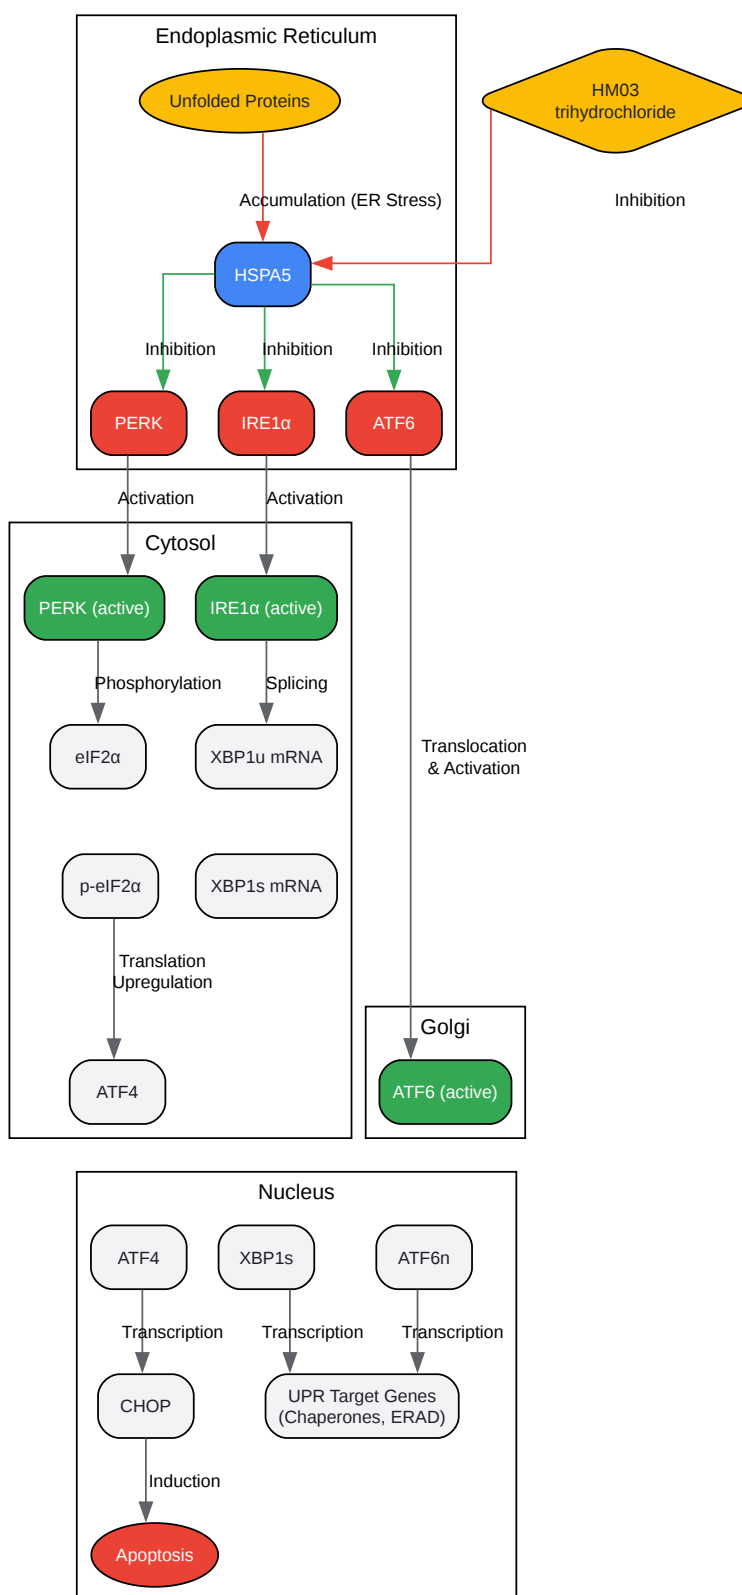 Endoplasmic Reticulum
Unfolded Proteins
HM03
trihydrochloride
Accumulation (ER Stress)
Inhibition
HSPA5
Inhibition
Inhibition
Inhibition
PERK
IRE1α
ATF6
Activation
Activation
Cytosol
PERK (active)
IRE1α (active)
Phosphorylation
Splicing
eIF2α
XBP1u mRNA
Translocation
& Activation
p-eIF2α
XBP1s mRNA
Translation
Upregulation
Golgi
ATF4
ATF6 (active)
Nucleus
ATF4
XBP1s
ATF6n
Transcription
Transcription
Transcription
CHOP
UPR Target Genes
(Chaperones, ERAD)
Induction
Apoptosis